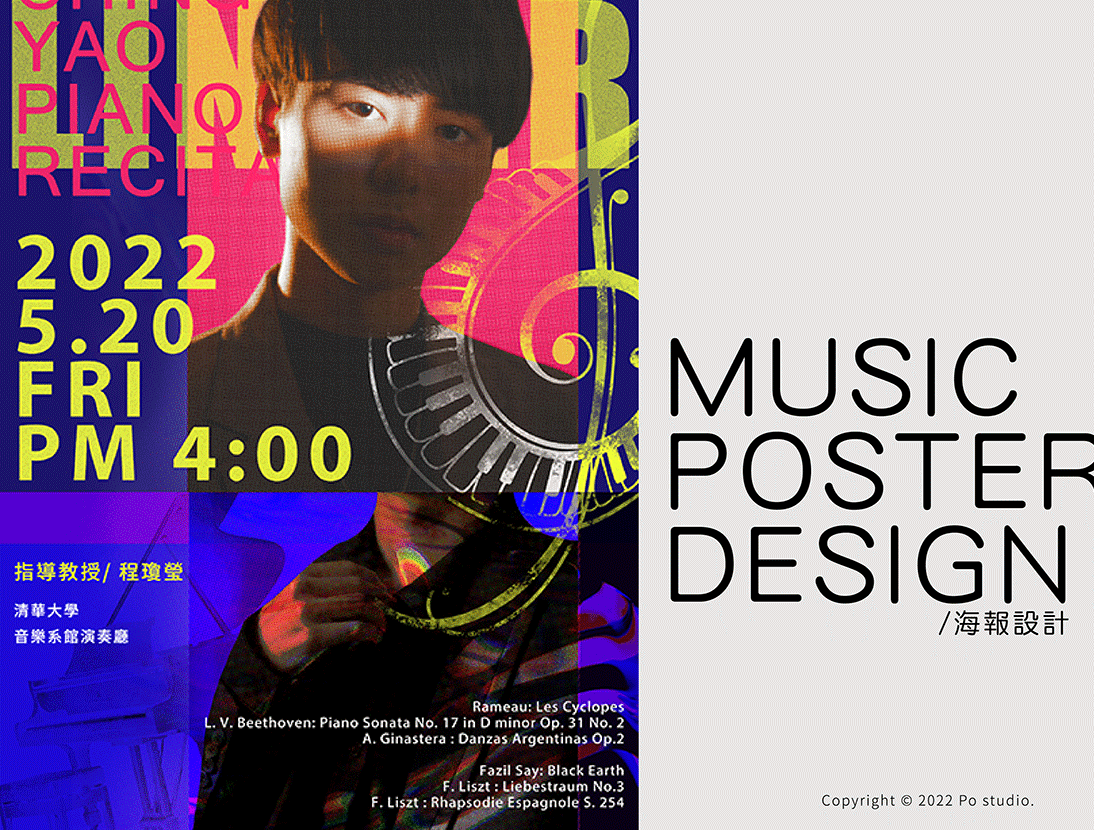 CHING
YAO
PIANO
RECITA
2022
5.20
FRI
PM 4:00
指導教授/ 程瓊瑩
清華大學
音樂系館演奏廳
Rameau: Les Cyclopes
L. V. Beethoven: Piano Sonata No. 17 in D minor Op. 31 No. 2
A. Ginastera : Danzas Argentinas Op.2
Fazil Say: Black Earth
F. Liszt : Liebestraum No.3
F. Liszt : Rhapsodie Espagnole S. 254
MUSIC
POSTER
DESIGN
/海報設計
Copyright © 2022 Po studio.